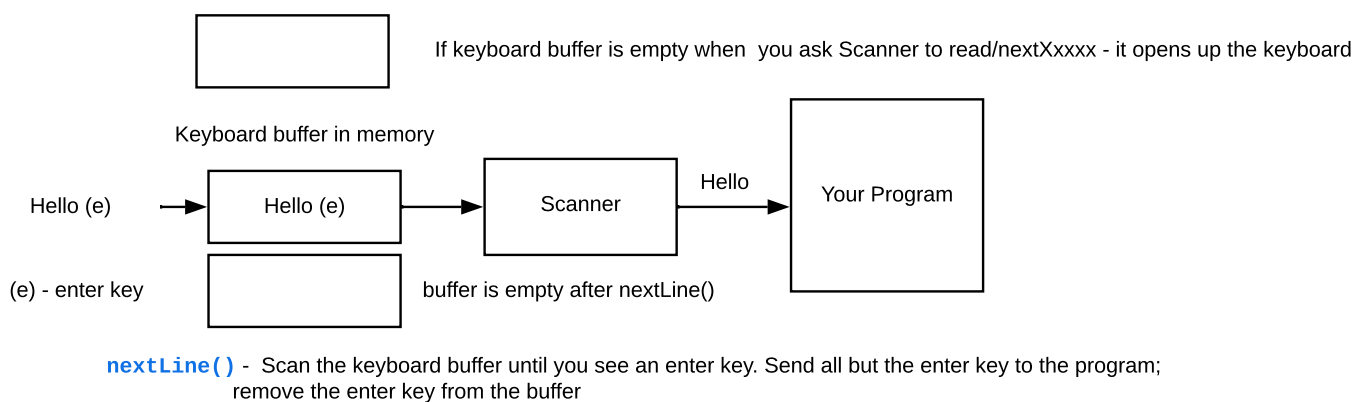 If keyboard buffer is empty when  you ask Scanner to read/nextXxxxx - it opens up the keyboard
Keyboard buffer in memory
Hello (e)
Hello (e)
Scanner
Hello
Your Program
(e) - enter key
buffer is empty after nextLine()
nextLine() -  Scan the keyboard buffer until you see an enter key. Send all but the enter key to the program;
remove the enter key from the buffer